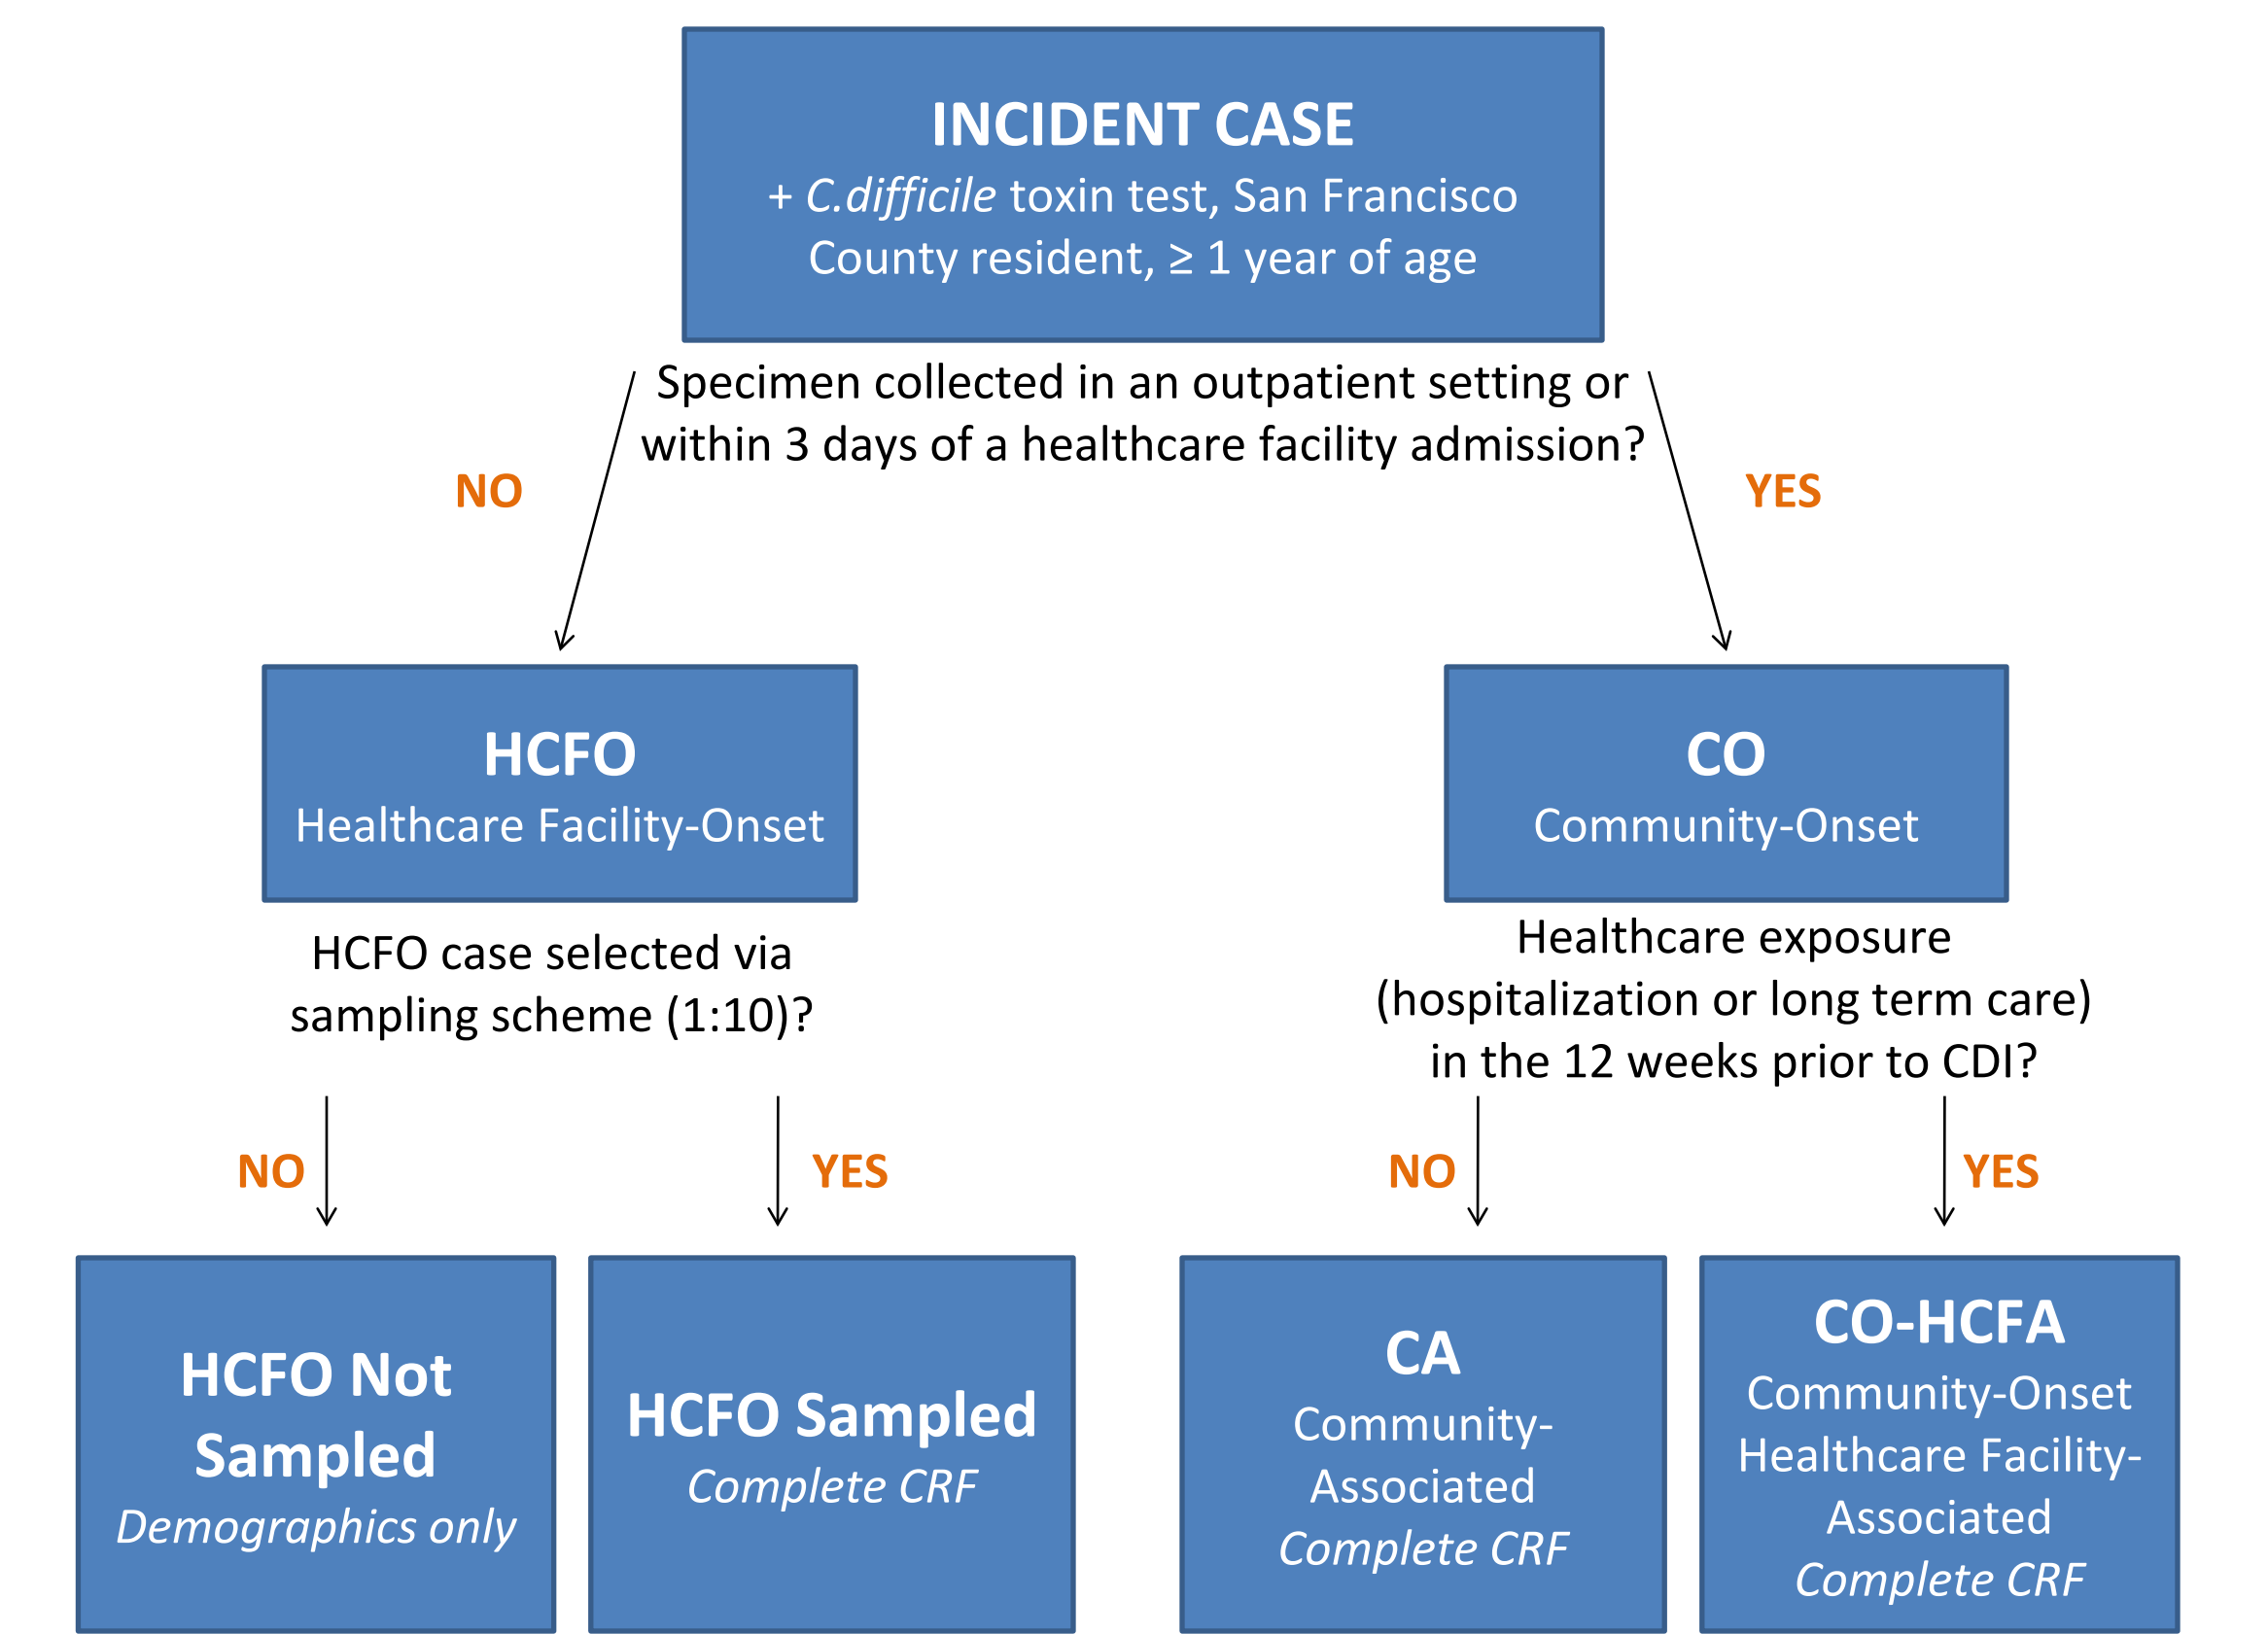 INCIDENT CASE
+ C.difficile toxin test, San Francisco
County resident, ≥ 1 year of age
Specimen collected in an outpatient setting or
within 3 days of a healthcare facility admission?
NO
YES
HCFO
Healthcare Facility-Onset
CO
Community-Onset
HCFO case selected via
sampling scheme (1:10)?
Healthcare exposure
(hospitalization or long term care)
in the 12 weeks prior to CDI?
NO
YES
NO
YES
HCFO Not
Sampled
Demographics only
HCFO Sampled
Complete CRF
CA
Community-
Associated
Complete CRF
CO-HCFA
Community-Onset
Healthcare Facility-
Associated
Complete CRF